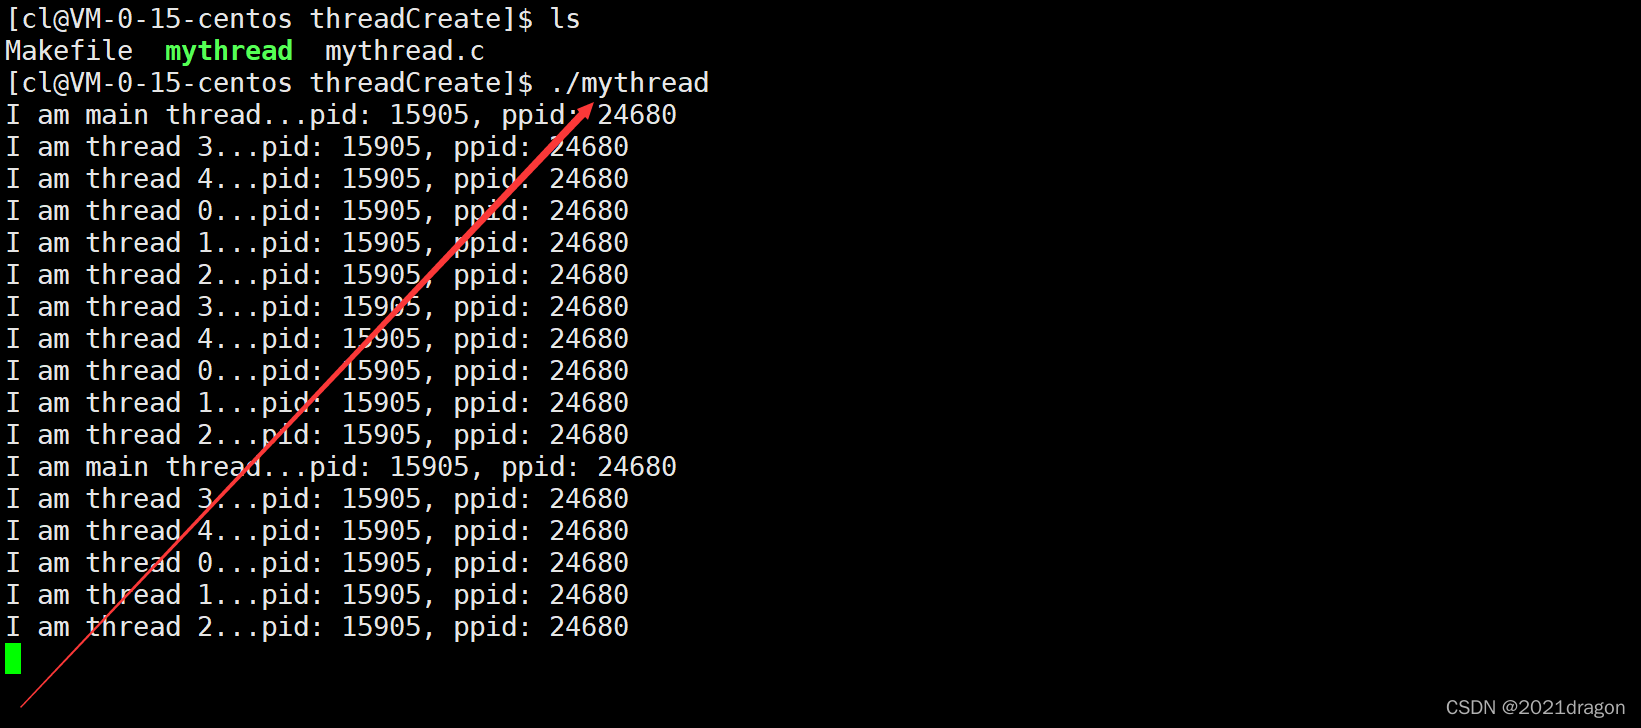 [cl@VM-0-15-centos threadCreate]$ ls
Makefile  mythread  mythread.c
[cl@VM-0-15-centos threadCreate]$ ./mythread
I am main thread...pid: 15905, ppid: 24680
I am thread 3...pid: 15905, ppid: 24680
I am thread 4...pid: 15905, ppid: 24680
I am thread 0...pid: 15905, ppid: 24680
I am thread 1...pid: 15905, ppid: 24680
I am thread 2...pid: 15905, ppid: 24680
I am thread 3...pid: 15905, ppid: 24680
I am thread 4...pid: 15905, ppid: 24680
I am thread 0...pid: 15905, ppid: 24680
I am thread 1...pid: 15905, ppid: 24680
I am thread 2...pid: 15905, ppid: 24680
I am main thread...pid: 15905, ppid: 24680
I am thread 3...pid: 15905, ppid: 24680
I am thread 4...pid: 15905, ppid: 24680
I am thread 0...pid: 15905, ppid: 24680
I am thread 1...pid: 15905, ppid: 24680
I am thread 2...pid: 15905, ppid: 24680
CSDN @2021dragon